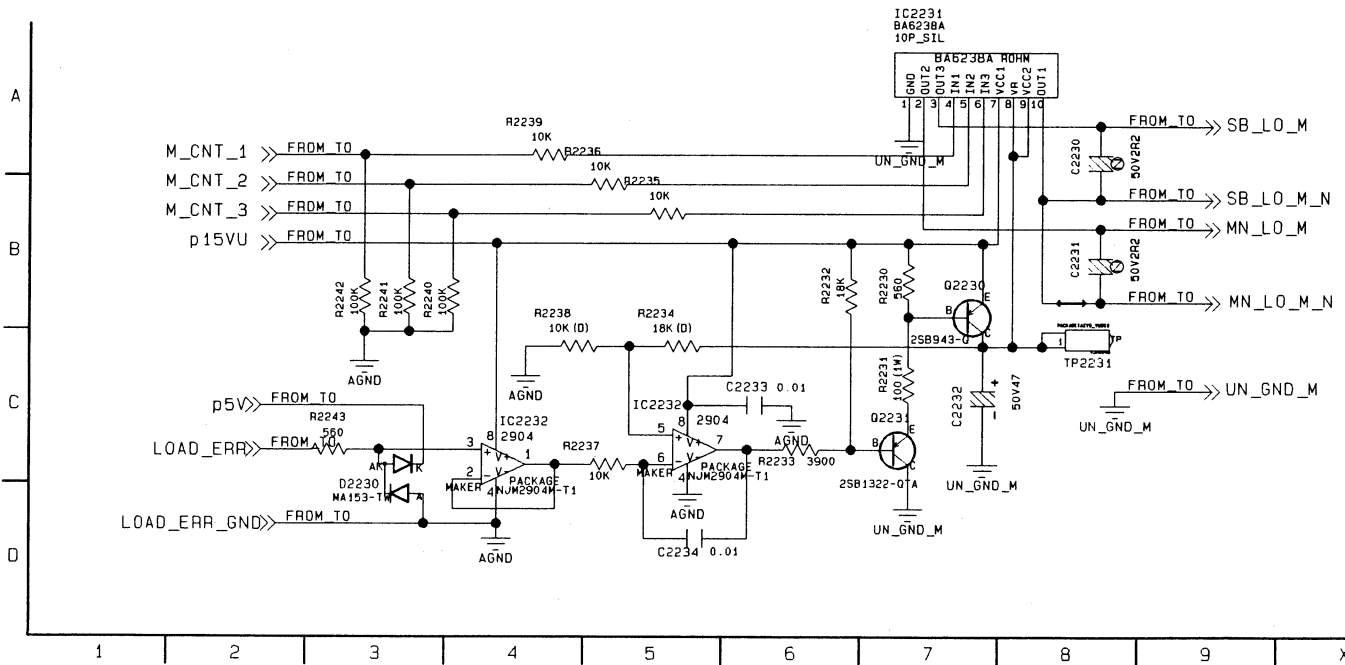 IC2231
BA6238A
10P_SIL
BA6238A ROHM
GND
OUT2
OUT3
IN1
IN2
IN3
VCC1
VR
VCC2
OUT1
1 2 3 4 5 6 7 8 9 10
A
R2239
10K
M_CNT_1 FROM_TO
R2236
10K
UN_GND_M
FROM_TO SB_LO_M
C2230
50V2R2
M_CNT_2 FROM_TO
R2235
10K
M_CNT_3 FROM_TO
FROM_TO SB_LO_M_N
p15VU FROM_TO
FROM_TO MN_LO_M
B
C2231
50V2R2
R2242
100K
R2241
100K
R2240
100K
R2232
18K
R2230
560
Q2230
E
B
C
2SB943-Q
FROM_TO MN_LO_M_N
R2238
10K(D)
R2234
18K(D)
1
TP
TP2231
AGND
AGND
R2231
100(1W)
C2232
+
−
50V47
FROM_TO UN_GND_M
UN_GND_M
C
p5V FROM_TO
C2233 0.01
AGND
R2243
560
IC2232
2904
IC2232
2904
Q2231
E
B
C
2SB1322-QTA
LOAD_ERR FROM_TO
3
8
+ V+
1
2
− V-
4
MAKER
PACKAGE
NJM2904M-T1
R2237
10K
5
8
+ V+
7
6
− V-
4
MAKER
PACKAGE
NJM2904M-T1
R2233 3900
AK
K
D2230
MA153-TW
A
UN_GND_M
AGND
UN_GND_M
LOAD_ERR_GND FROM_TO
AGND
C2234 0.01
D
1 2 3 4 5 6 7 8 9 X